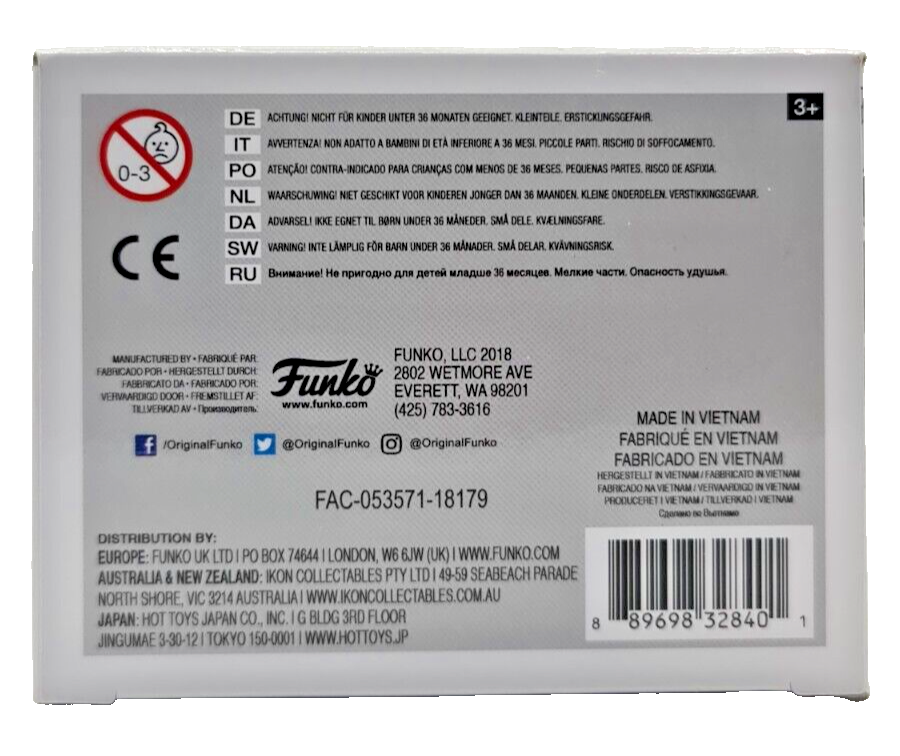 3+
0-3
DE ACHTUNG! NICHT FÜR KINDER UNTER 36 MONATEN GEEIGNET. KLEINTEILE. ERSTICKUNGSGEFAHR.
IT AVVERTENZA! NON ADATTO A BAMBINI DI ETÀ INFERIORE A 36 MESI. PICCOLE PARTI. RISCHIO DI SOFFOCAMENTO.
PO ATENÇÃO! CONTRA-INDICADO PARA CRIANÇAS COM MENOS DE 36 MESES. PEQUENAS PARTES. RISCO DE ASFIXIA.
NL WAARSCHUWING! NIET GESCHIKT VOOR KINDEREN JONGER DAN 36 MAANDEN. KLEINE ONDERDELEN. VERSTIKKINGSGEVAAR.
DA ADVARSEL! IKKE EGNET TIL BØRN UNDER 36 MÅNEDER. SMÅ DELE. KVÆLNINGSFARE.
SW VARNING! INTE LÄMPLIG FÖR BARN UNDER 36 MÅNADER. SMÅ DELAR. KVÄVNINGSRISK.
RU Внимание! Не пригодно для детей младше 36 месяцев. Мелкие части. Опасность удушья.
CE
MANUFACTURED BY • FABRIQUÉ PAR
FABRICADO POR • HERGESTELLT DURCH:
FABBRICATO DA • FABRICADO POR:
VERVAARDIGD DOOR • FREMSTILLET AF:
TILLVERKAD AV • Производитель:
Funko
www.funko.com
FUNKO, LLC 2018
2802 WETMORE AVE
EVERETT, WA 98201
(425) 783-3616
/OriginalFunko @OriginalFunko @OriginalFunko
FAC-053571-18179
MADE IN VIETNAM
FABRIQUÉ EN VIETNAM
FABRICADO EN VIETNAM
HERGESTELLT IN VIETNAM / FABBRICATO IN VIETNAM
FABRICADO NA VIETNAM / VERVAARDIGD IN VIETNAM
PRODUCERET I VIETNAM / TILLVERKAD I VIETNAM
Сделано во Вьетнаме
DISTRIBUTION BY:
EUROPE: FUNKO UK LTD | PO BOX 74644 | LONDON, W6 6JW (UK) | WWW.FUNKO.COM
AUSTRALIA & NEW ZEALAND: IKON COLLECTABLES PTY LTD | 49-59 SEABEACH PARADE
NORTH SHORE, VIC 3214 AUSTRALIA | WWW.IKONCOLLECTABLES.COM.AU
JAPAN: HOT TOYS JAPAN CO., INC. | G BLDG 3RD FLOOR
JINGUMAE 3-30-12 | TOKYO 150-0001 | WWW.HOTTOYS.JP
8 89698 32840 1